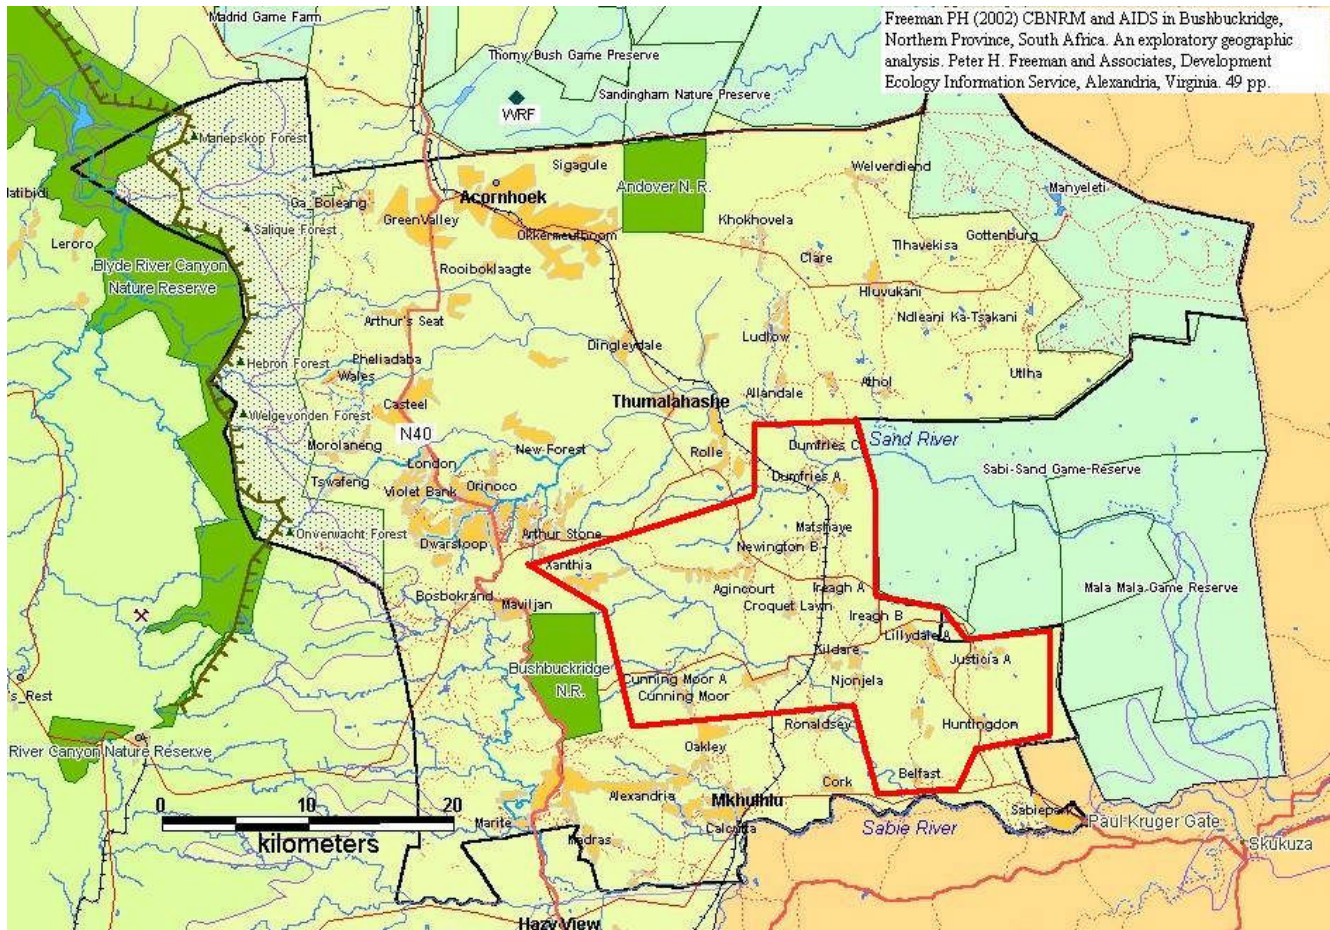 Madrid Game Farm
Freeman PH (2002) CBNRM and AIDS in Bushbuckridge,
Northern Province, South Africa. An exploratory geographic
analysis. Peter H. Freeman and Associates, Development
Ecology Information Service, Alexandria, Virginia. 49 pp.
Thorny/Bush Game Preserve
Sandingham Nature Preserve
WRF
Manepskop Forest
Sigagule
Welverdiend
Andover N. R.
Manyeleti
Acornhoek
Ga_Boleang
GreenValley
Khokhovela
Salique Forest
Okkermeutboom
Tlhavekisa
Gottenburg
Leroro
Clare
Blyde River Canyon
Nature Reserve
Rooiboklaagte
Hluvukani
Arthur's Seat
Ndleani Ka-Tsakani
Ludlow
Dingleydale
Hebron Forest
Pheliadaba
Wales
Utlha
Athol
Allandale
Thumalahashe
Casteel
Welgevonden Forest
N40
Sand River
Morolaneng
New Forest
Dumfries C
Rolle
London
Sabi-Sand Game-Reserve
Tswafeng
Orinoco
Dumfries A
Violet Bank
Onverwacht Forest
Arthur Stone
Matshaye
Dwarsloop
Newington B
Xanthia
Agincourt
Ireagh A
Mala Mala Game Reserve
Bosbokrand
Maviljan
Croquet Lawn
Ireagh B
Lillydale A
Kildare
Justicia A
Bushbuckridge
N.R.
Cunning Moor A
Cunning Moor
Njonjela
's_Rest
Ronaldsey
Huntingdon
River Canyon Nature Reserve
Oakley
Belfast
Cork
0 10 20
kilometers
Alexandria
Mkhulhlu
Marite
Calcutta
Sabie River
Sabiepark
Paul Kruger Gate
Madras
Skukuza
Hazy View